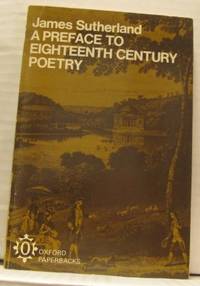 James Sutherland
A PREFACE TO
EIGHTEENTH CENTURY
POETRY
OXFORD
PAPERBACKS